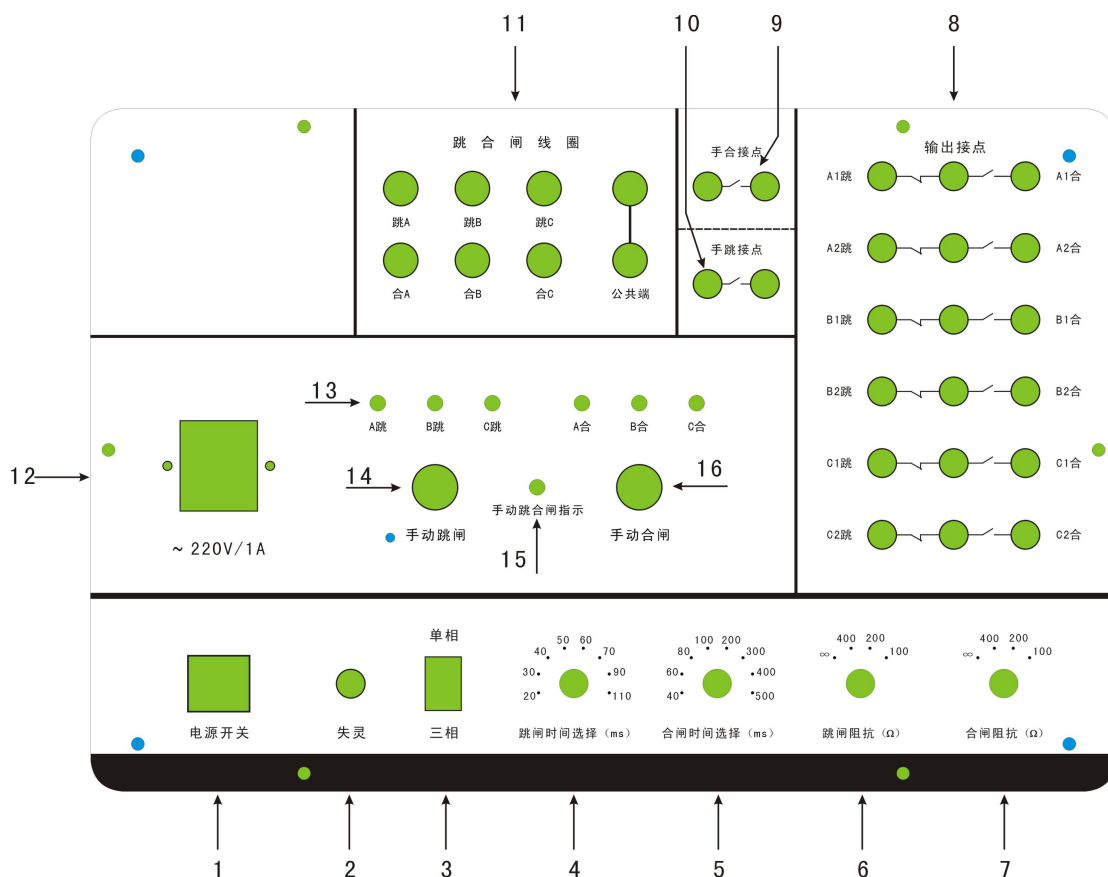 11
10
9
8
跳合闸线圈
跳A 跳B 跳C
合A 合B 合C 公共端
手合接点
手跳接点
输出接点
A1跳 A1合
A2跳 A2合
B1跳 B1合
B2跳 B2合
C1跳 C1合
C2跳 C2合
13
A跳 B跳 C跳 A合 B合 C合
12
14
16
手动跳合闸指示
手动跳闸 手动合闸
15
~220V/1A
电源开关
失灵
单相
三相
20 30 40 50 60 70 90 110
跳闸时间选择(ms)
40 60 80 100 200 300 400 500
合闸时间选择(ms)
∞ 400 200 100
跳闸阻抗(Ω)
∞ 400 200 100
合闸阻抗(Ω)
1 2 3 4 5 6 7